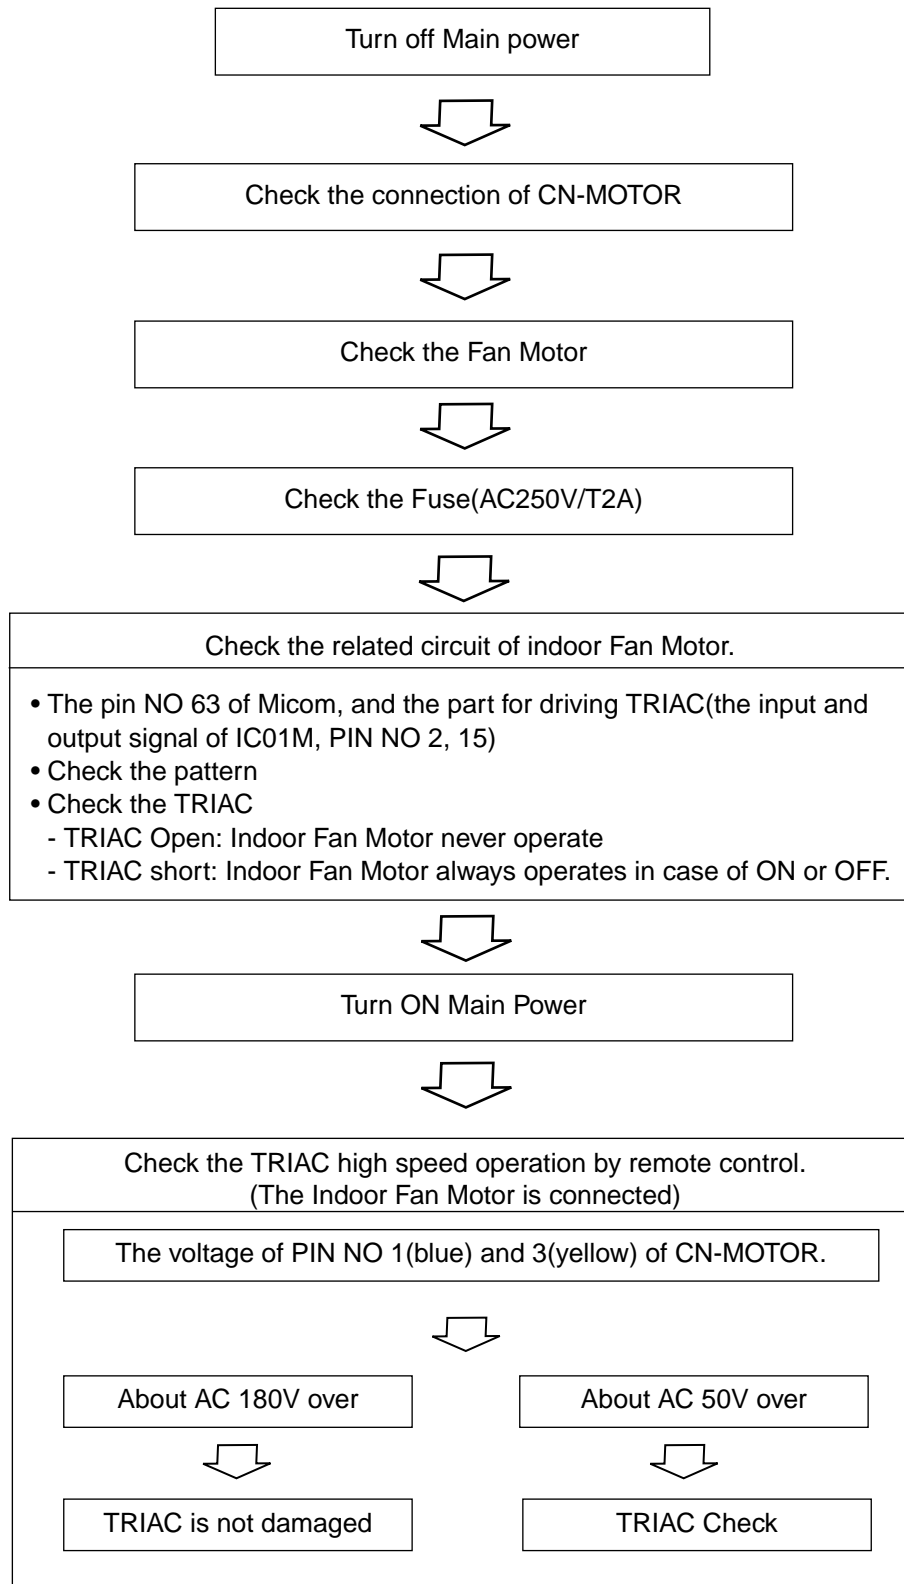 Turn off Main power
Check the connection of CN-MOTOR
Check the Fan Motor
Check the Fuse(AC250V/T2A)
Check the related circuit of indoor Fan Motor.
• The pin NO 63 of Micom, and the part for driving TRIAC(the input and
output signal of IC01M, PIN NO 2, 15)
• Check the pattern
• Check the TRIAC
- TRIAC Open: Indoor Fan Motor never operate
- TRIAC short: Indoor Fan Motor always operates in case of ON or OFF.
Turn ON Main Power
Check the TRIAC high speed operation by remote control.
(The Indoor Fan Motor is connected)
The voltage of PIN NO 1(blue) and 3(yellow) of CN-MOTOR.
About AC 180V over
About AC 50V over
TRIAC is not damaged
TRIAC Check